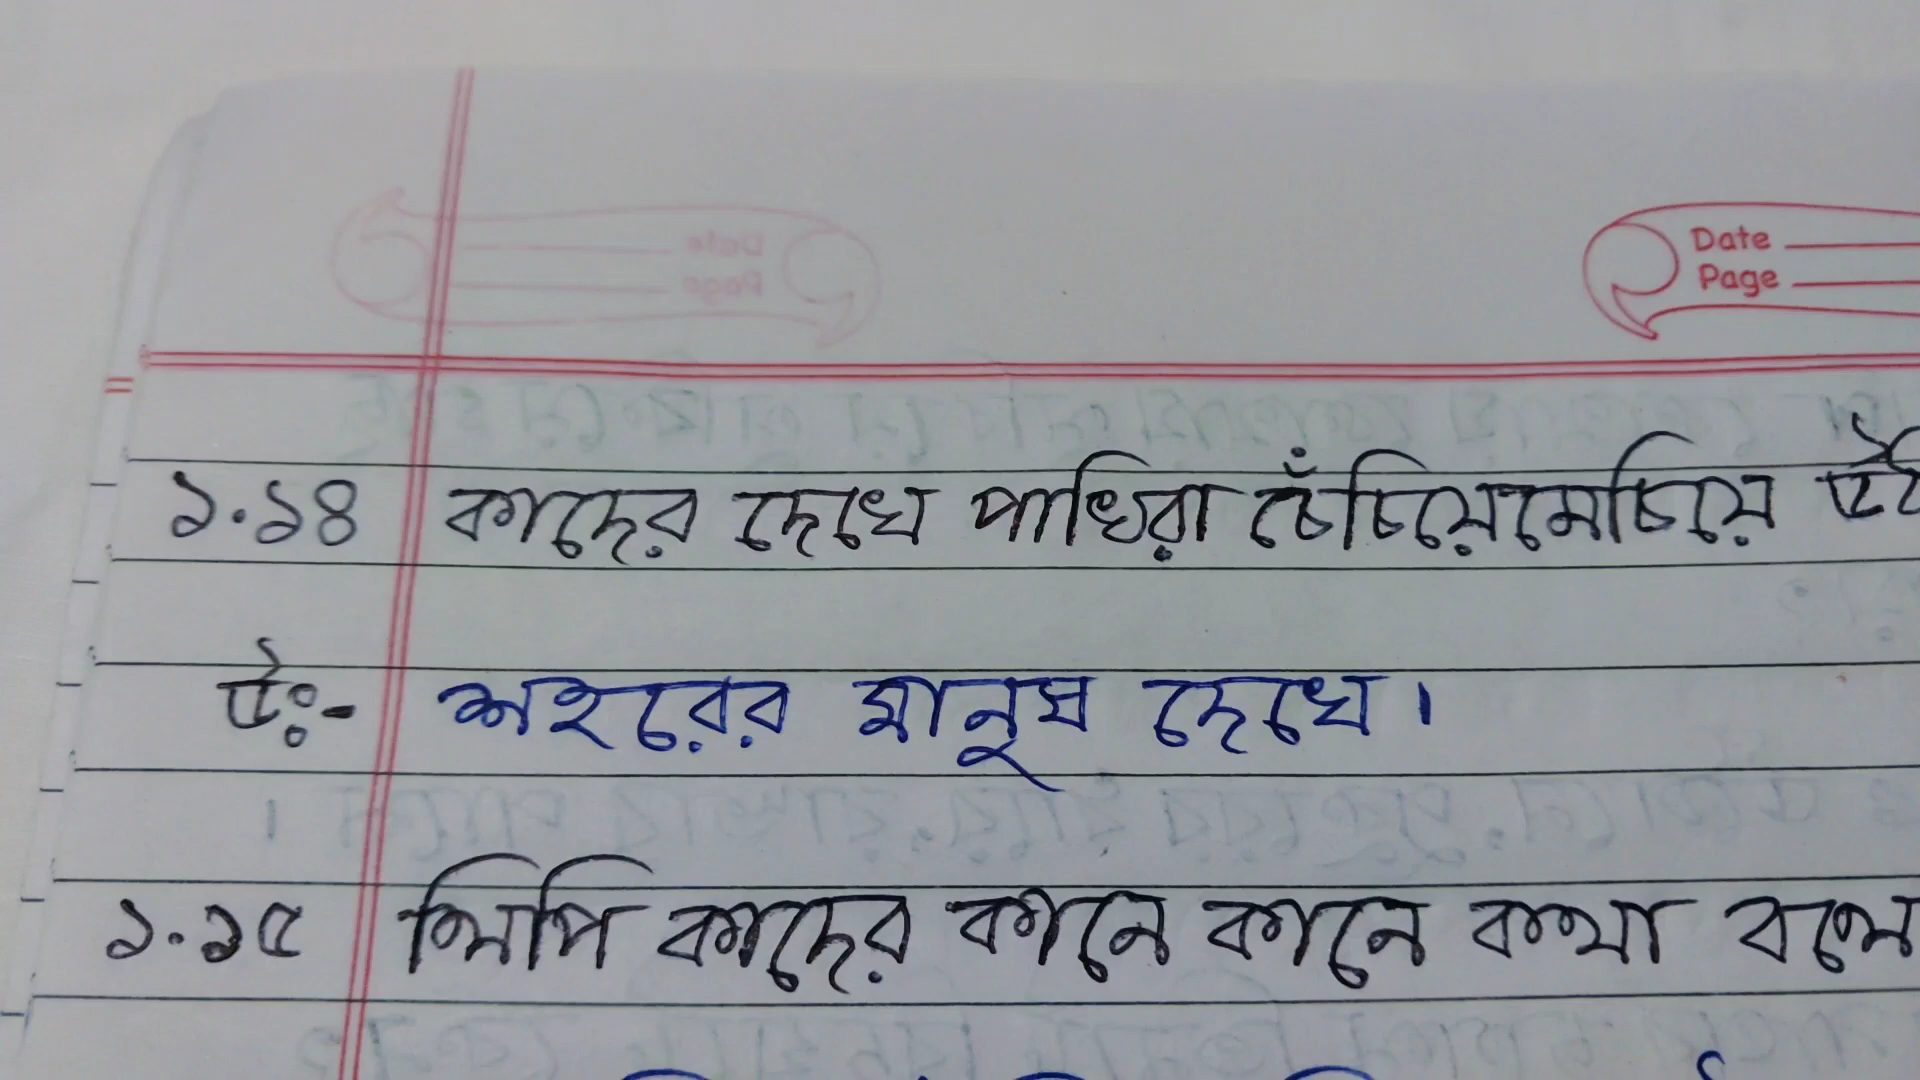 Date
Page
১.১৪ কাদের দেখে পাখিরা চেঁচিয়েমেচিয়ে
উঃ- শহরের মানুষ দেখে।
১.১৫ লিপি কাদের কানে কানে কথা বলে